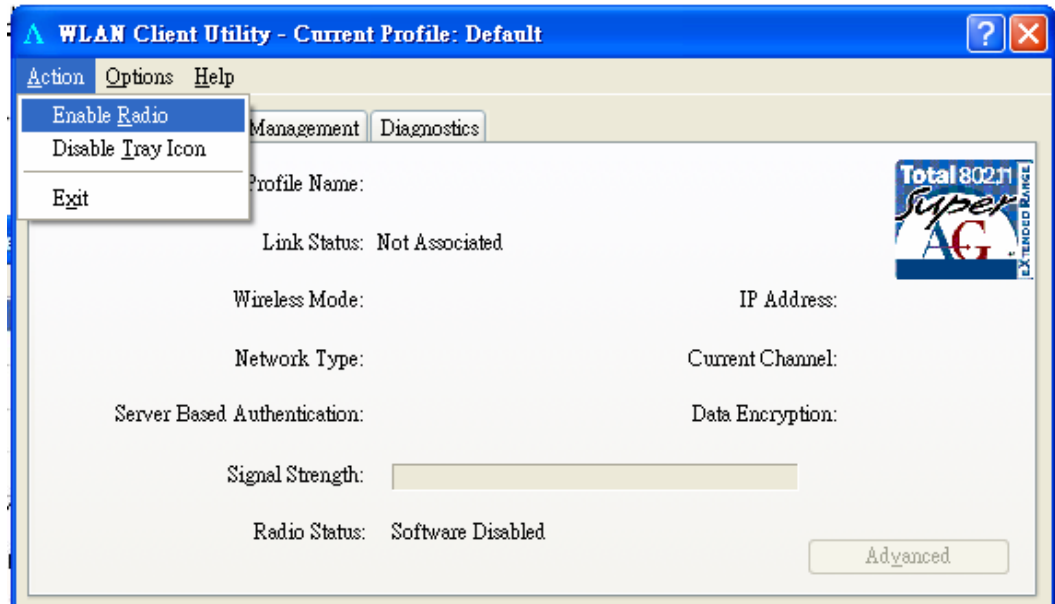 WLAN Client Utility - Current Profile: Default
Action Options Help
Enable Radio
Disable Tray Icon
Exit
Management Diagnostics
Profile Name:
Link Status: Not Associated
Wireless Mode: IP Address:
Network Type: Current Channel:
Server Based Authentication: Data Encryption:
Signal Strength:
Radio Status: Software Disabled
Advanced
Total 802.11
Super
AG
EXTENDED RANGE